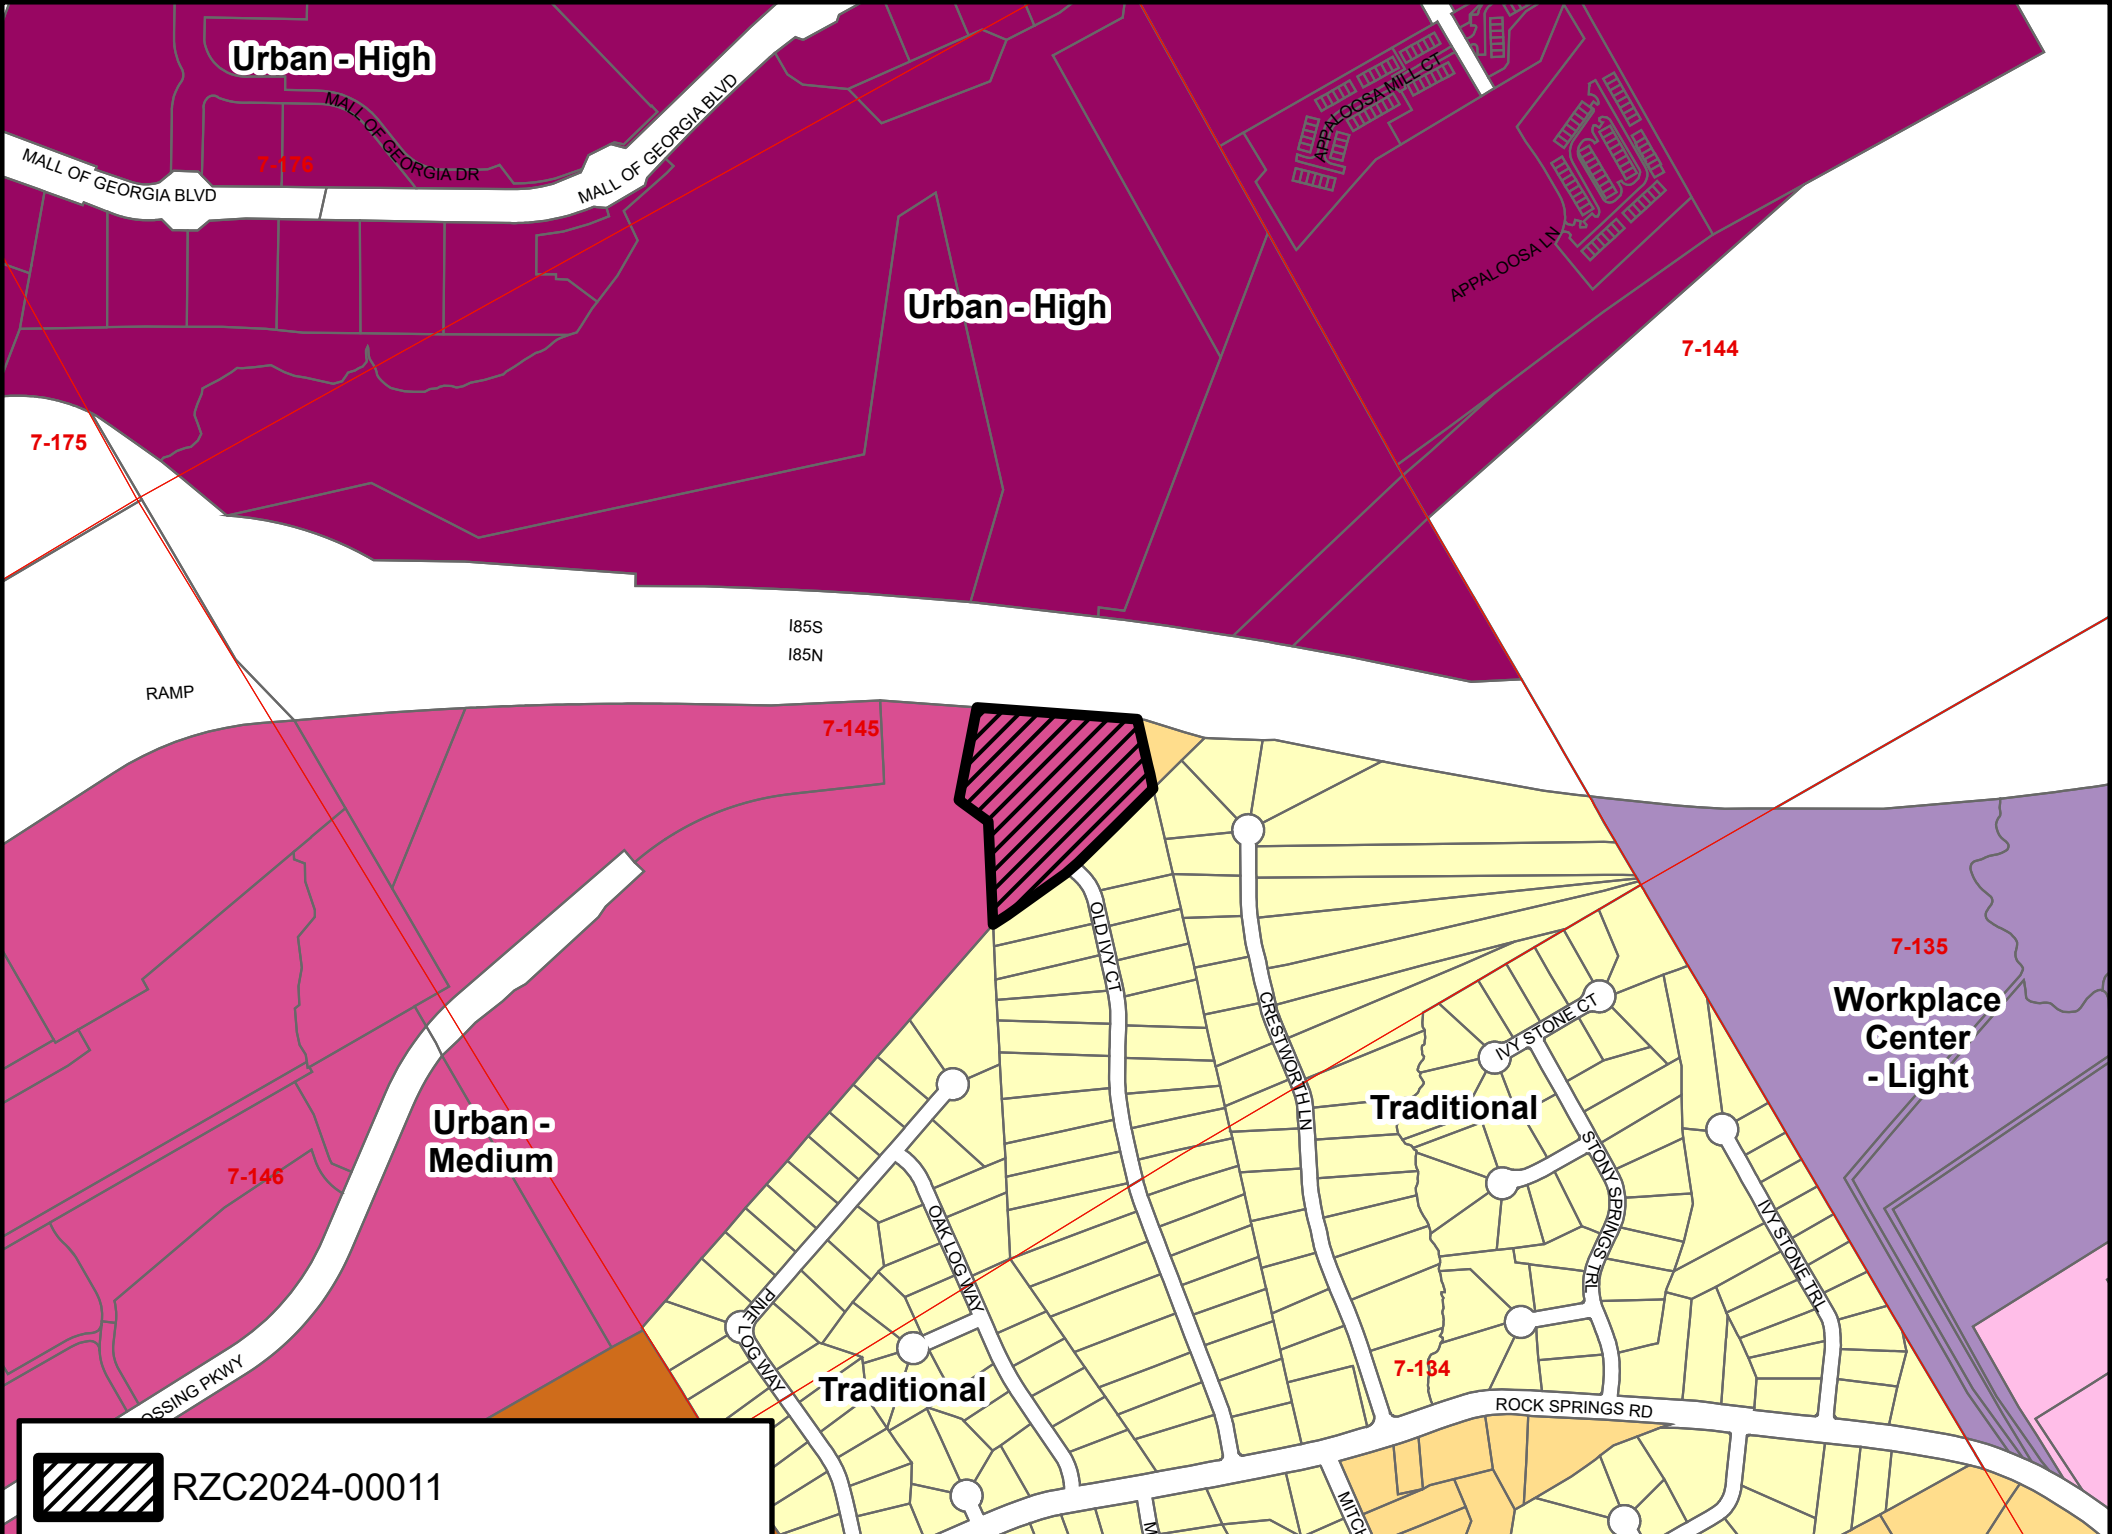 Urban - High
MALL OF GEORGIA DR
MALL OF GEORGIA BLVD
APPALOOSA MILL CT
7-176
MALL OF GEORGIA BLVD
APPALOOSA LN
Urban - High
7-144
7-175
I85S
I85N
RAMP
7-145
OLD IVY CT
7-135
Workplace
Center
- Light
CRESTWORTH LN
IVY STONE CT
Traditional
Urban -
Medium
7-146
STONY SPRINGS TRL
OAK LOG WAY
IVY STONE TRL
PINE LOG WAY
7-134
OSSING PKWY
Traditional
ROCK SPRINGS RD
RZC2024-00011
MITCH
M